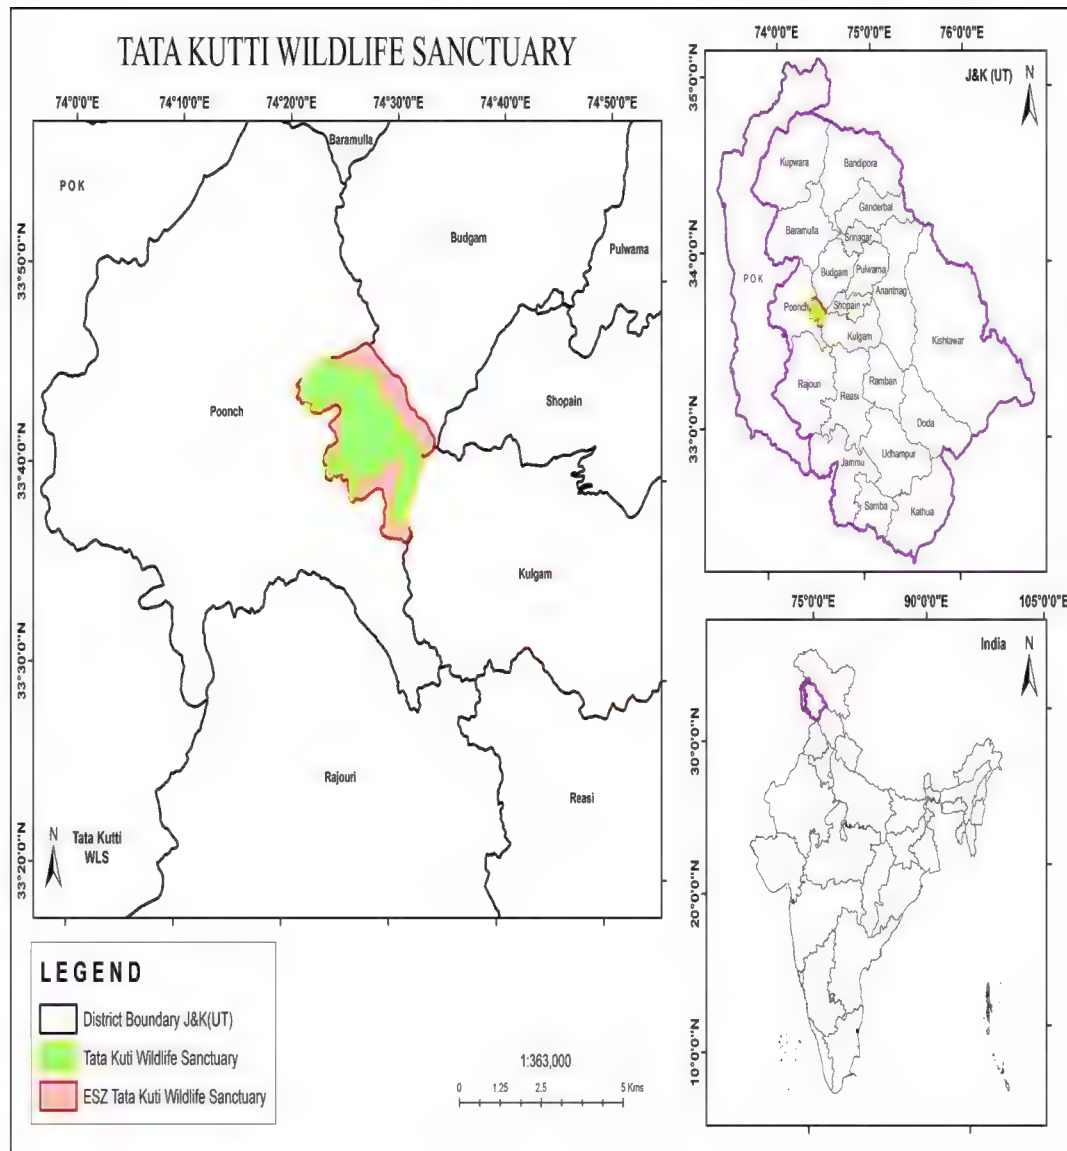 TATA KUTTI WILDLIFE SANCTUARY
74°0'0"E 74°10'0"E 74°20'0"E 74°30'0"E 74°40'0"E 74°50'0"E
33°50'0"N
33°40'0"N
33°30'0"N
33°20'0"N
Baramulla
POK
Budgam
Pulwama
Poonch
Shopain
Kulgam
Rajouri
Reasi
N
Tata Kutti
WLS
LEGEND
District Boundary J&K(UT)
Tata Kuti Wildlife Sanctuary
ESZ Tata Kuti Wildlife Sanctuary
1:363,000
0 1.25 2.5 5 Kms
74°0'0"E 75°0'0"E 76°0'0"E
35°0'0"N
34°0'0"N
33°0'0"N
J&K (UT)
N
Kupwara
Bandipora
Ganderbal
Baramulla
Srinagar
Budgam
Pulwama
POK
Anantnag
Poonch
Shopain
Kulgam
Kishtawar
Rajouri
Ramban
Reasi
Doda
Udhampur
Jammu
Samba
Kathua
75°0'0"E 90°0'0"E 105°0'0"E
30°0'0"N
20°0'0"N
10°0'0"N
India
N